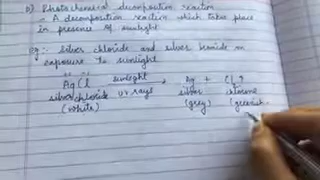 b) Photochemical decomposition reaction
- A decomposition reaction which takes place
in presence of sunlight
Eg:- Silver chloride and silver bromide on
exposure to sunlight
AgCl sunlight Ag + Cl2
silver chloride uv rays silver chlorine
(white) (grey) (greenish